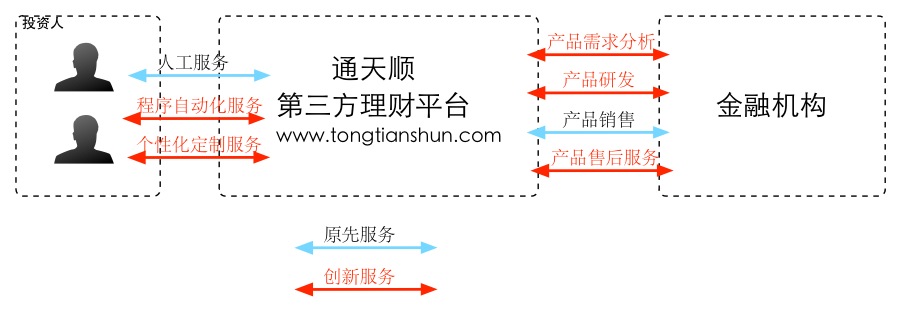 投资人
人工服务
程序自动化服务
个性化定制服务
通天顺
第三方理财平台
www.tongtianshun.com
产品需求分析
产品研发
产品销售
产品售后服务
金融机构
原先服务
创新服务